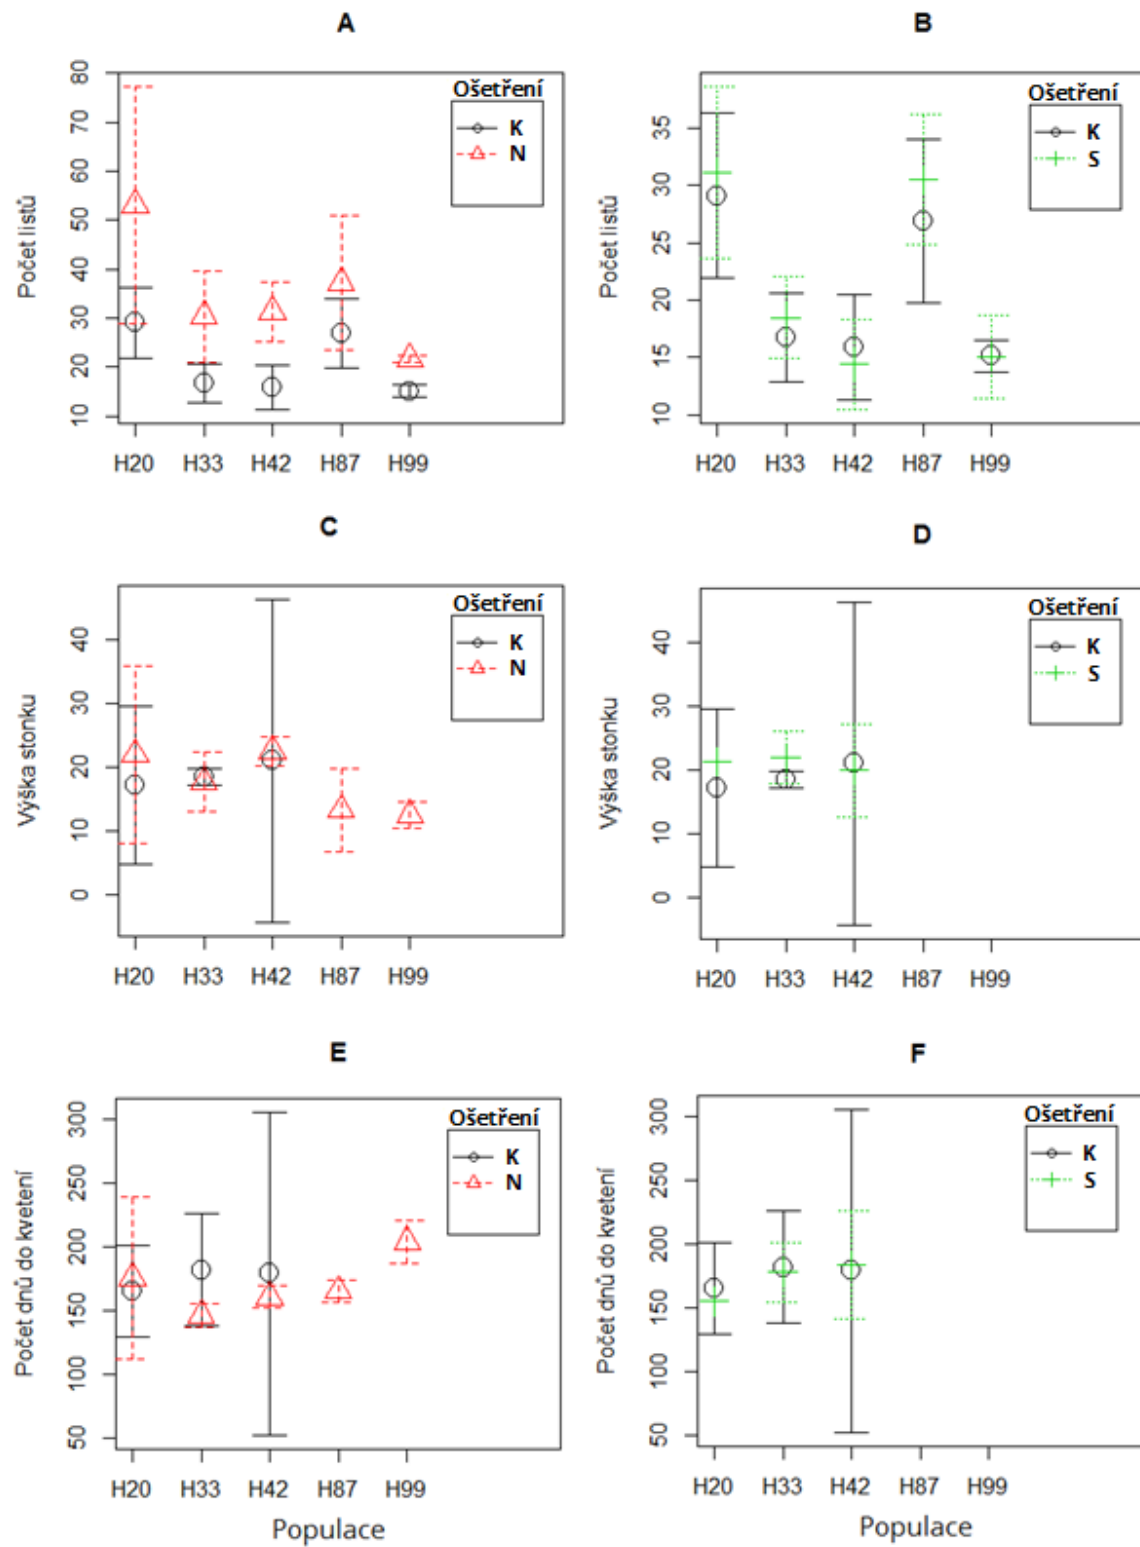 A
Počet listů
80
70
60
50
40
30
20
10
Ošetření
K
N
H20 H33 H42 H87 H99
B
Počet listů
35
30
25
20
15
10
Ošetření
K
S
H20 H33 H42 H87 H99
C
Výška stonku
40
30
20
10
0
Ošetření
K
N
H20 H33 H42 H87 H99
D
Výška stonku
40
30
20
10
0
Ošetření
K
S
H20 H33 H42 H87 H99
E
Počet dnů do kvetení
300
250
200
150
100
50
Ošetření
K
N
H20 H33 H42 H87 H99
Populace
F
Počet dnů do kvetení
300
250
200
150
100
50
Ošetření
K
S
H20 H33 H42 H87 H99
Populace